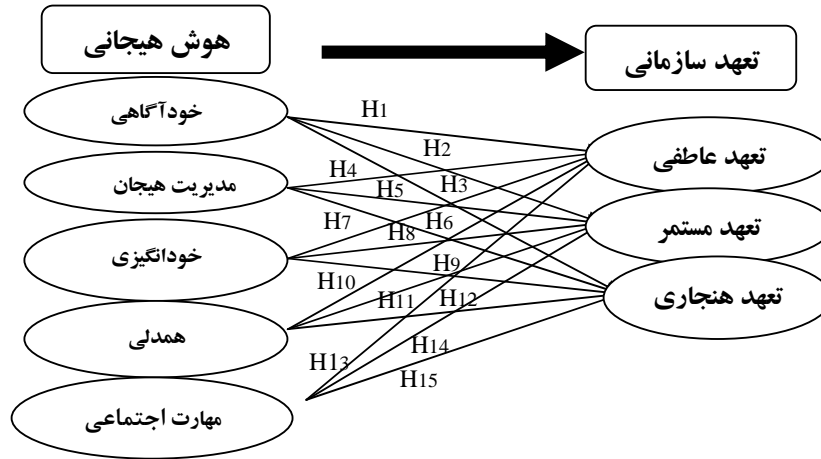 هوش هیجانی
تعهد سازمانی
خودآگاهی
مدیریت هیجان
خودانگیزی
همدلی
مهارت اجتماعی
تعهد عاطفی
تعهد مستمر
تعهد هنجاری
H1
H2
H3
H4
H5
H6
H7
H8
H9
H10
H11
H12
H13
H14
H15